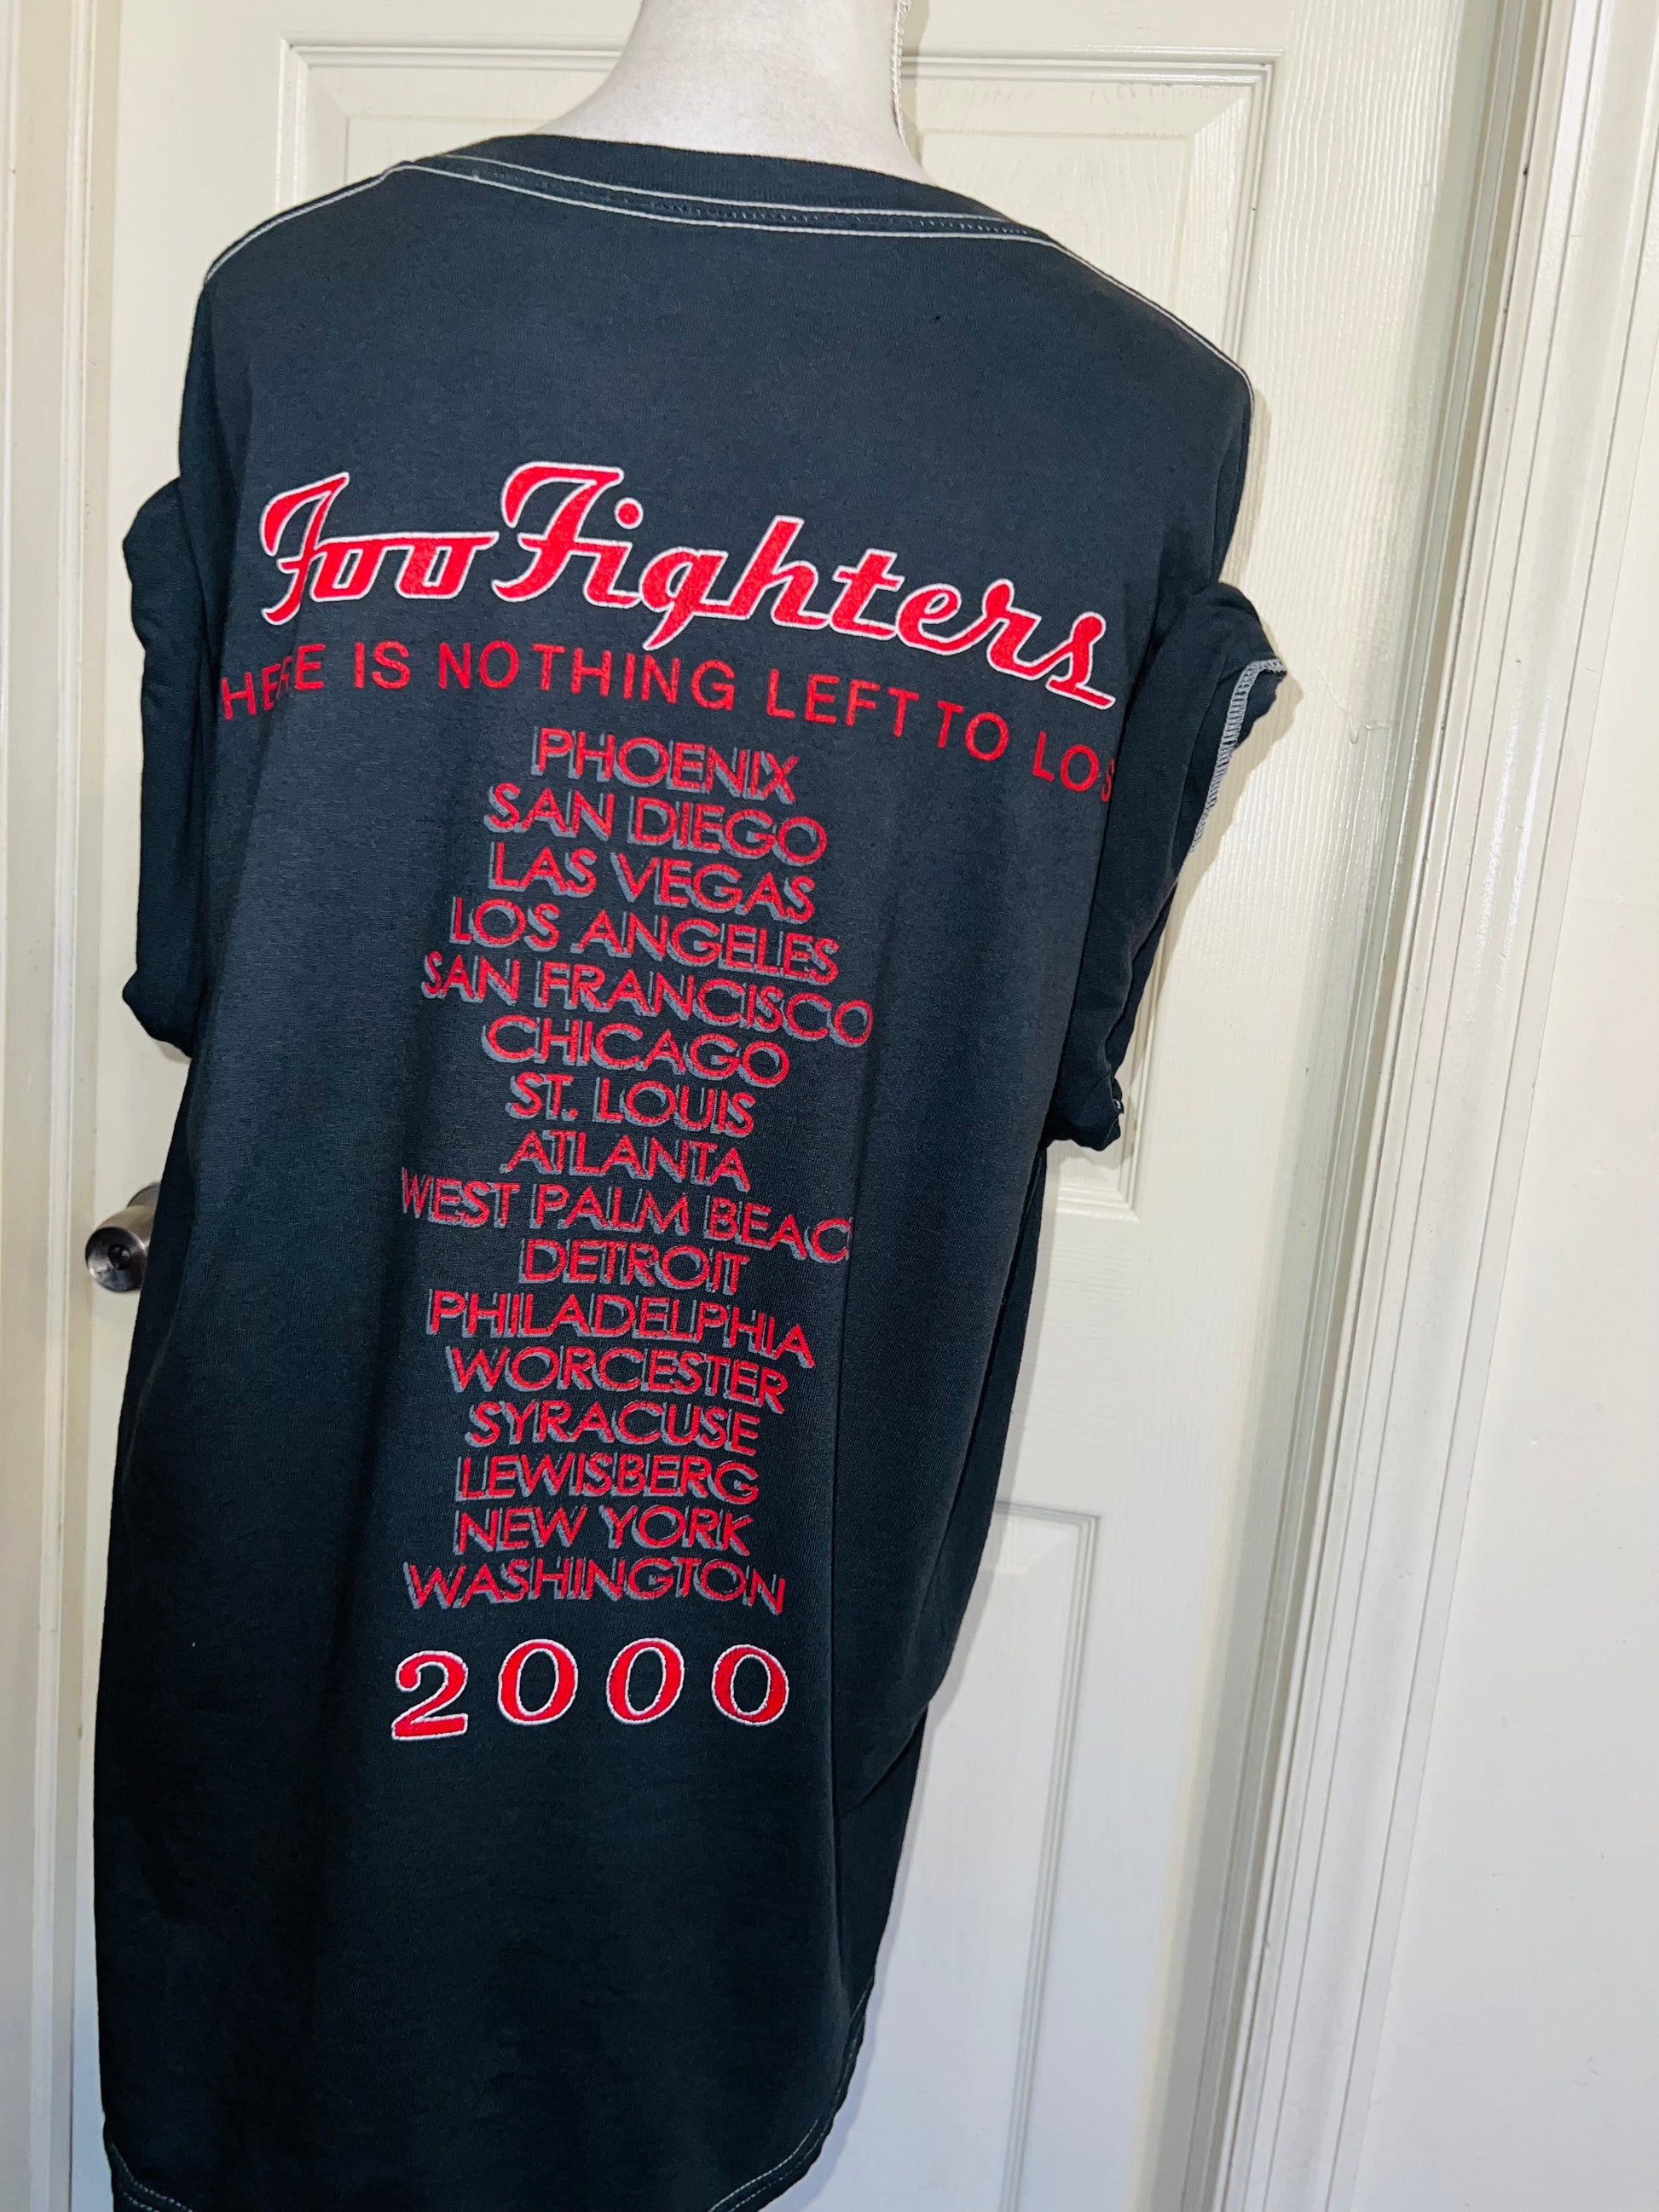 Foo Fighters
HERE IS NOTHING LEFT TO LOS
PHOENIX
SAN DIEGO
LAS VEGAS
LOS ANGELES
SAN FRANCISCO
CHICAGO
ST. LOUIS
ATLANTA
WEST PALM BEAC
DETROIT
PHILADELPHIA
WORCESTER
SYRACUSE
LEWISBERG
NEW YORK
WASHINGTON
2000